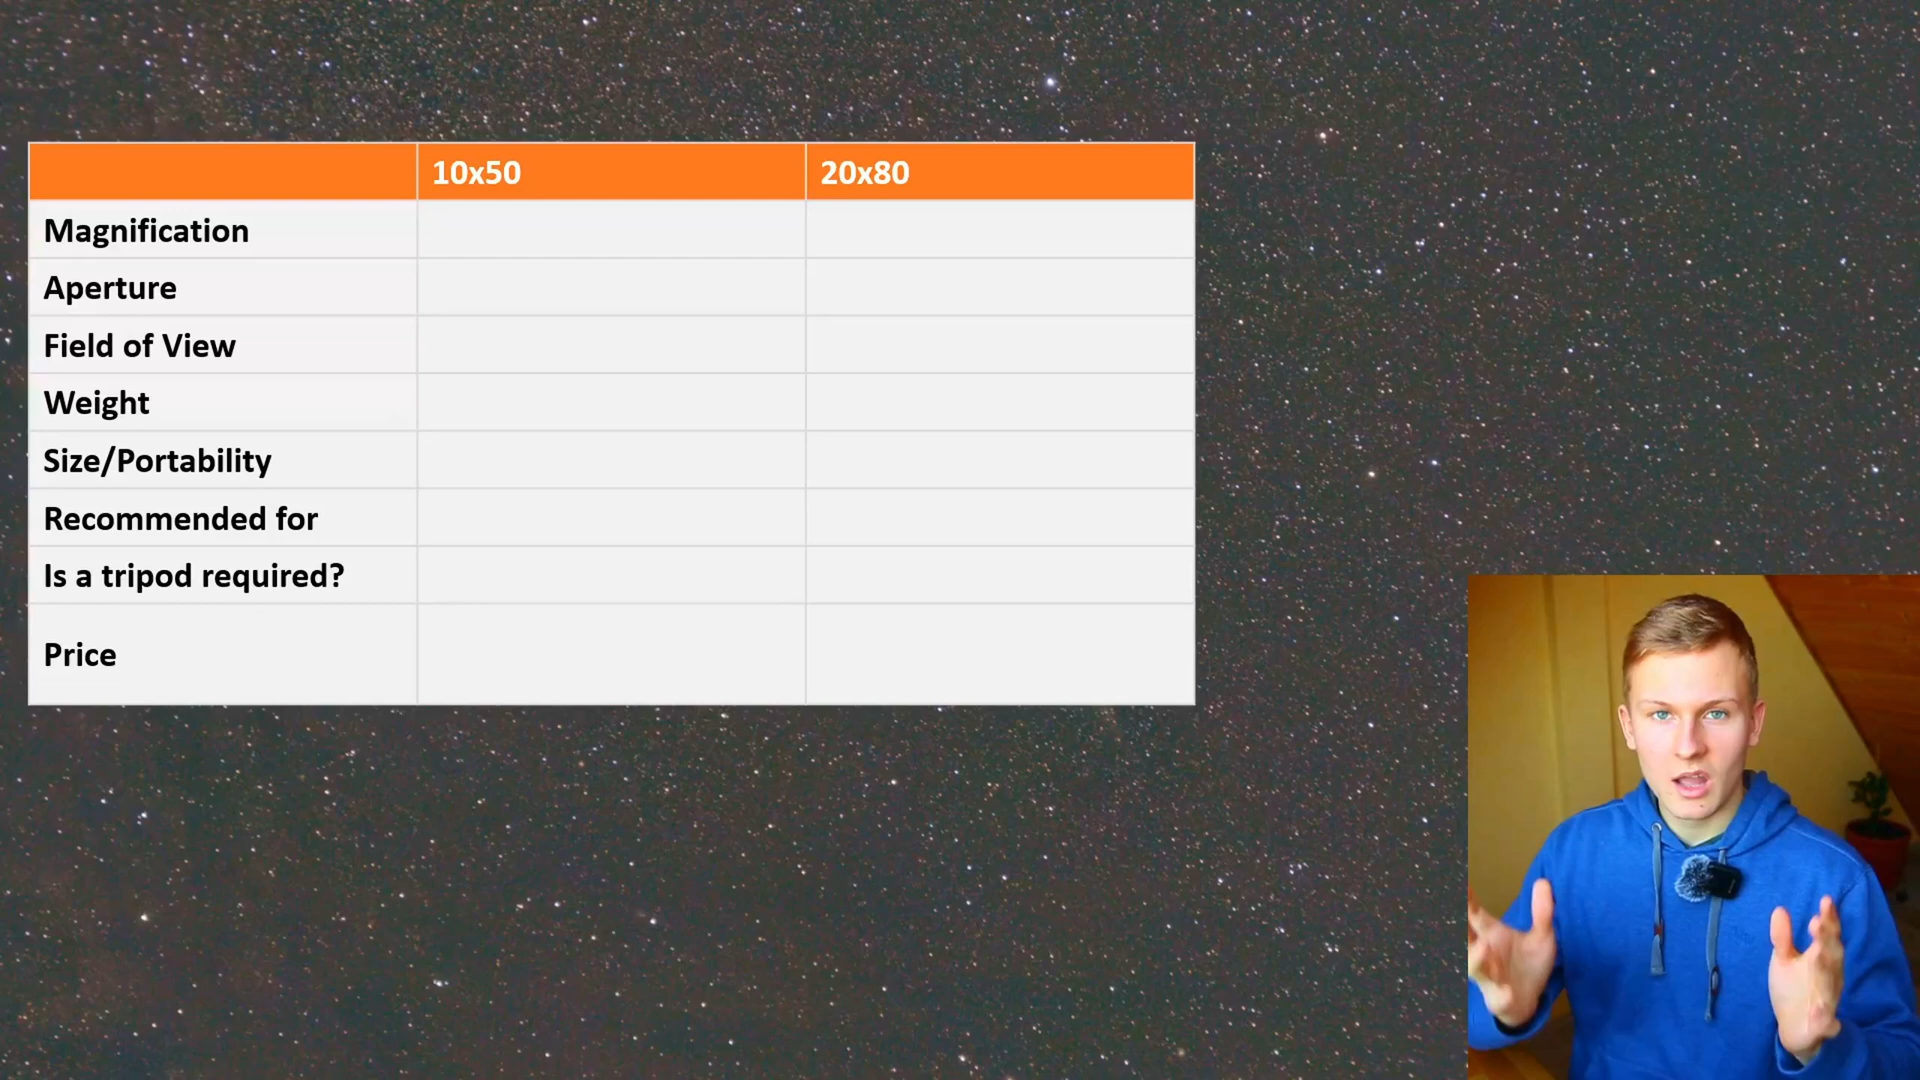 10x50 20x80
Magnification
Aperture
Field of View
Weight
Size/Portability
Recommended for
Is a tripod required?
Price